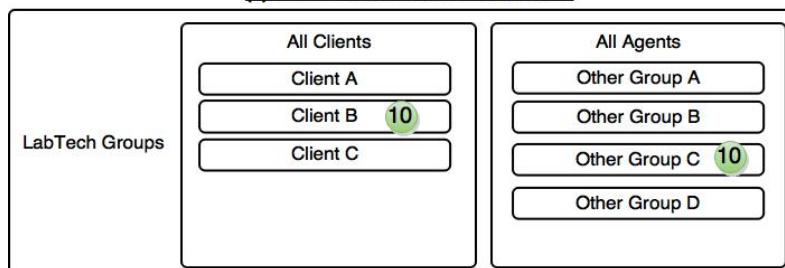 LabTech Groups
All Clients
Client A
Client B 10
Client C
All Agents
Other Group A
Other Group B
Other Group C 10
Other Group D